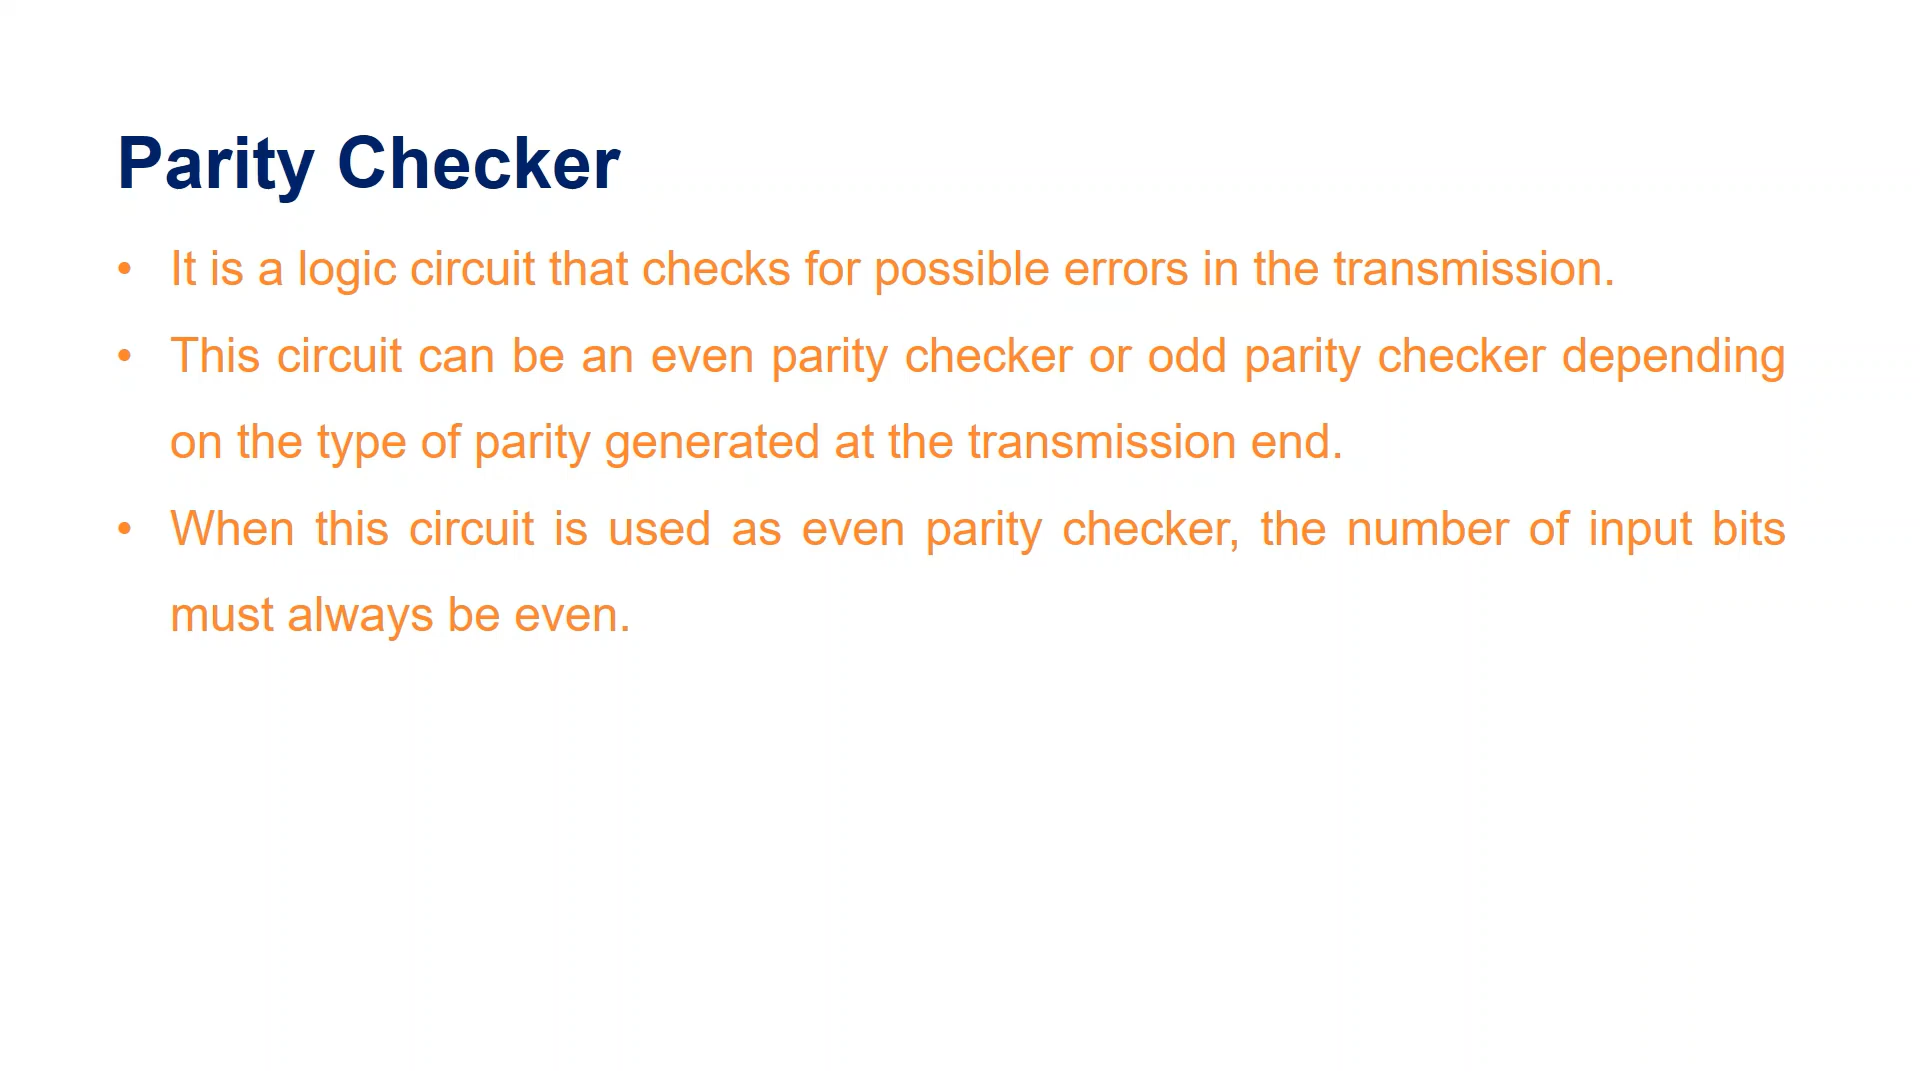 Parity Checker
• It is a logic circuit that checks for possible errors in the transmission.
• This circuit can be an even parity checker or odd parity checker depending
on the type of parity generated at the transmission end.
• When this circuit is used as even parity checker, the number of input bits
must always be even.